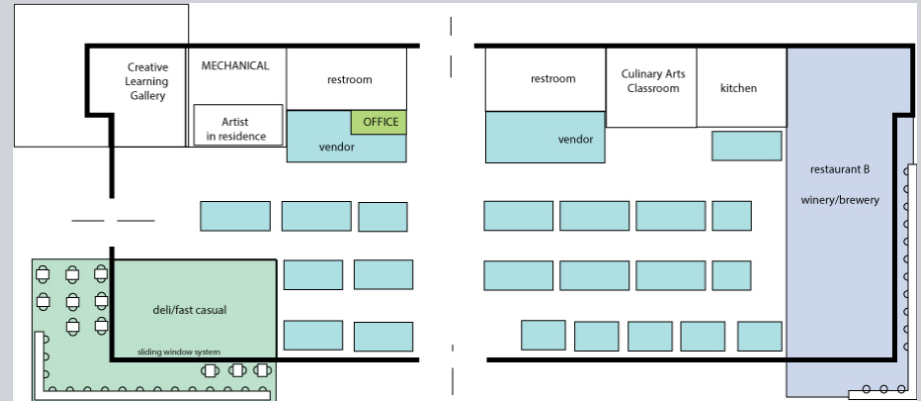 Creative
Learning
Gallery
MECHANICAL
Artist
in residence
restroom
OFFICE
vendor
restroom
vendor
Culinary Arts
Classroom
kitchen
restaurant B
winery/brewery
deli/fast casual
sliding window system